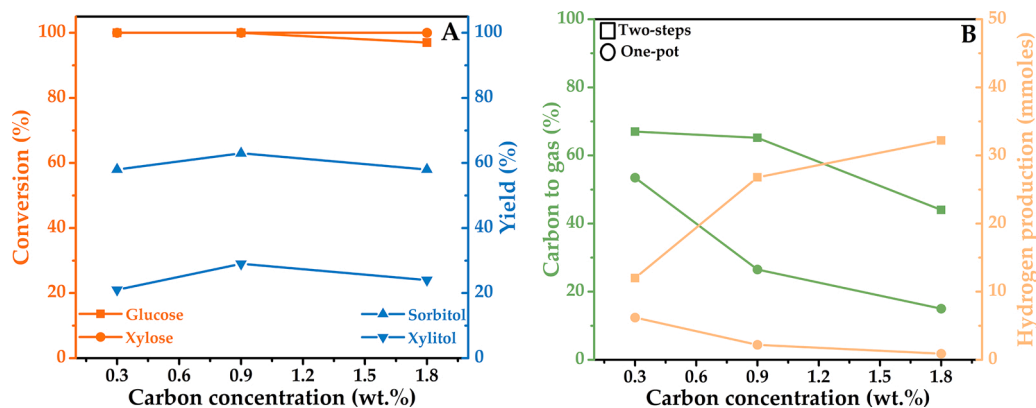 A
Conversion (%)
100
80
60
40
20
0
100
80
60
40
20
0
Yield (%)
Glucose
Xylose
Sorbitol
Xylitol
0.3 0.6 0.9 1.2 1.5 1.8
Carbon concentration (wt.%)
B
Two-steps
One-pot
Carbon to gas (%)
100
80
60
40
20
0
50
40
30
20
10
0
Hydrogen production (mmoles)
0.3 0.6 0.9 1.2 1.5 1.8
Carbon concentration (wt.%)